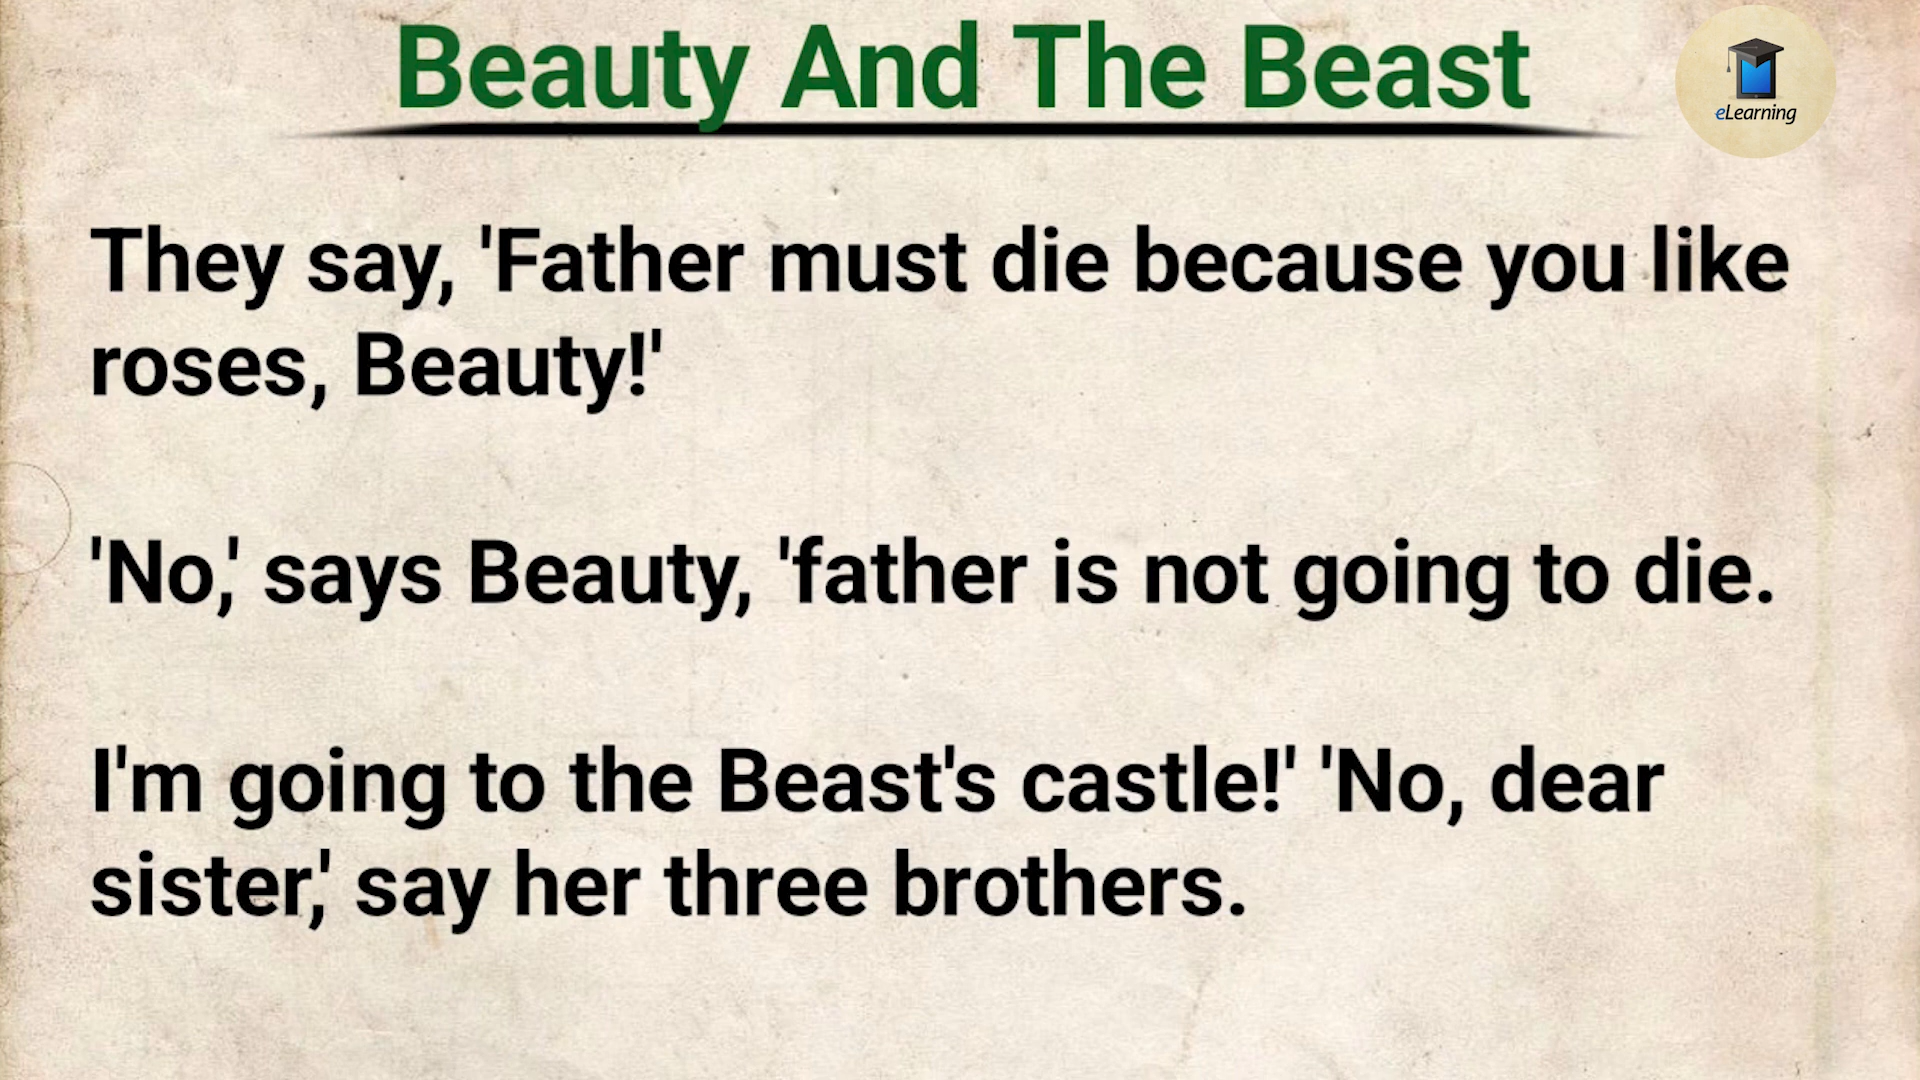 Beauty And The Beast
eLearning
They say, 'Father must die because you like
roses, Beauty!'
'No,' says Beauty, 'father is not going to die.
I'm going to the Beast's castle!' 'No, dear
sister,' say her three brothers.